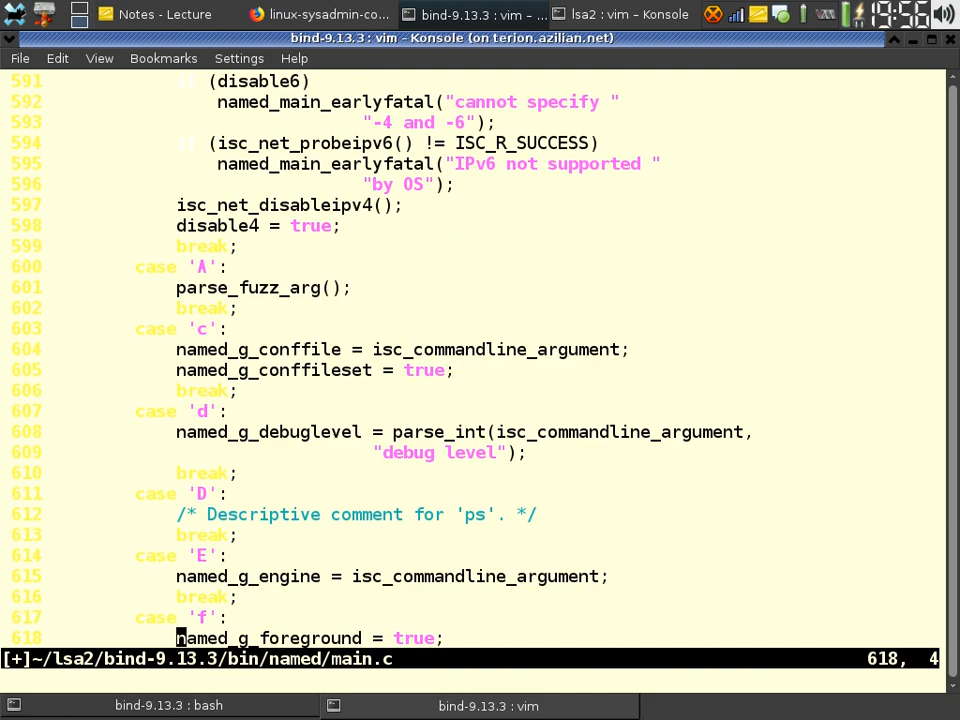 Notes - Lecture
linux-sysadmin-co...
bind-9.13.3 : vim – ...
lsa2 : vim – Konsole
19:56
bind-9.13.3 : vim – Konsole (on terion.azilian.net)
File Edit View Bookmarks Settings Help
591 if (disable6)
592 named_main_earlyfatal("cannot specify "
593 "-4 and -6");
594 if (isc_net_probeipv6() != ISC_R_SUCCESS)
595 named_main_earlyfatal("IPv6 not supported "
596 "by OS");
597 isc_net_disableipv4();
598 disable4 = true;
599 break;
600 case 'A':
601 parse_fuzz_arg();
602 break;
603 case 'c':
604 named_g_conffile = isc_commandline_argument;
605 named_g_conffileset = true;
606 break;
607 case 'd':
608 named_g_debuglevel = parse_int(isc_commandline_argument,
609 "debug level");
610 break;
611 case 'D':
612 /* Descriptive comment for 'ps'. */
613 break;
614 case 'E':
615 named_g_engine = isc_commandline_argument;
616 break;
617 case 'f':
618 named_g_foreground = true;
[+]~/lsa2/bind-9.13.3/bin/named/main.c 618, 4
bind-9.13.3 : bash
bind-9.13.3 : vim